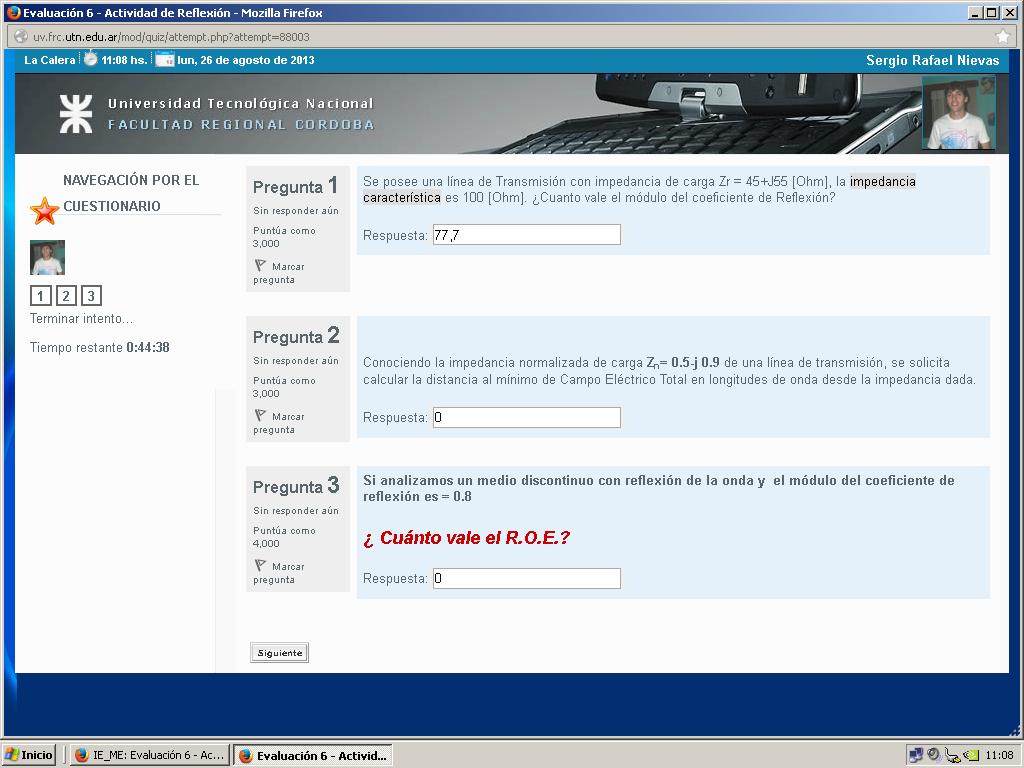 Evaluación 6 - Actividad de Reflexión - Mozilla Firefox
uv.frc.utn.edu.ar/mod/quiz/attempt.php?attempt=88003
La Calera 11:08 hs. lun, 26 de agosto de 2013 Sergio Rafael Nievas
Universidad Tecnológica Nacional
FACULTAD REGIONAL CORDOBA
NAVEGACIÓN POR EL
CUESTIONARIO
1 2 3
Terminar intento...
Tiempo restante 0:44:38
Pregunta 1
Sin responder aún
Puntúa como
3,000
Marcar
pregunta
Se posee una línea de Transmisión con impedancia de carga Zr = 45+J55 [Ohm], la impedancia
característica es 100 [Ohm]. ¿Cuanto vale el módulo del coeficiente de Reflexión?
Respuesta: 77,7
Pregunta 2
Sin responder aún
Puntúa como
3,000
Marcar
pregunta
Conociendo la impedancia normalizada de carga Zn= 0.5-j 0.9 de una línea de transmisión, se solicita
calcular la distancia al mínimo de Campo Eléctrico Total en longitudes de onda desde la impedancia dada.
Respuesta: 0
Pregunta 3
Sin responder aún
Puntúa como
4,000
Marcar
pregunta
Si analizamos un medio discontinuo con reflexión de la onda y el módulo del coeficiente de
reflexión es = 0.8
¿ Cuánto vale el R.O.E.?
Respuesta: 0
Siguiente
Inicio
IE_ME: Evaluación 6 - Ac...
Evaluación 6 - Activid...
11:08